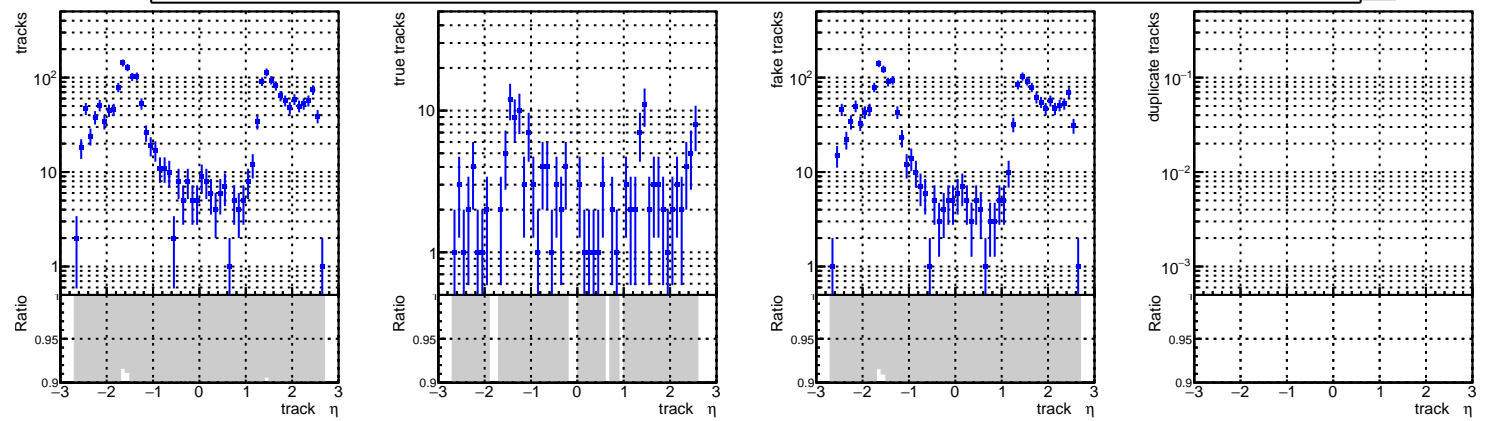 tracks
10²
10
1
Ratio
1
0.95
0.9
−3 −2 −1 0 1 2 3
track η
true tracks
10
1
Ratio
1
0.95
0.9
−3 −2 −1 0 1 2 3
track η
fake tracks
10²
10
1
Ratio
1
0.95
0.9
−3 −2 −1 0 1 2 3
track η
duplicate tracks
10⁻¹
10⁻²
10⁻³
Ratio
1
0.95
0.9
−3 −2 −1 0 1 2 3
track η